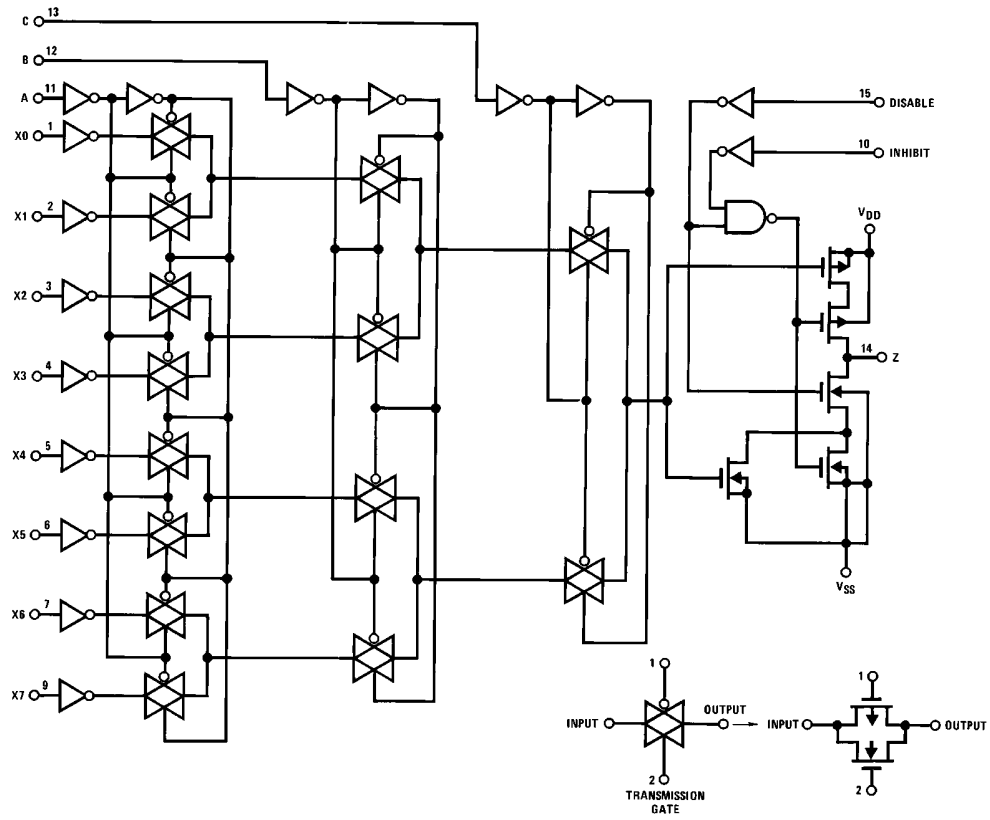 C 13
B 12
A 11
X0 1
X1 2
X2 3
X3 4
X4 5
X5 6
X6 7
X7 9
15 DISABLE
10 INHIBIT
VDD
14 Z
VSS
1
INPUT
OUTPUT
2
TRANSMISSION
GATE
1
INPUT
OUTPUT
2